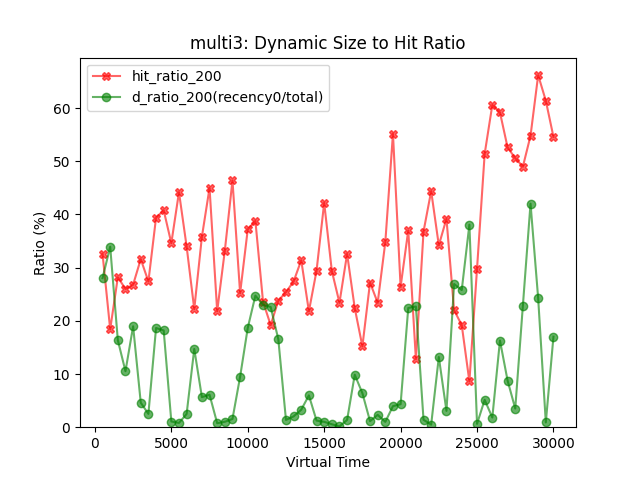 multi3: Dynamic Size to Hit Ratio
hit_ratio_200
d_ratio_200(recency0/total)
Ratio (%)
60
50
40
30
20
10
0
0 5000 10000 15000 20000 25000 30000
Virtual Time